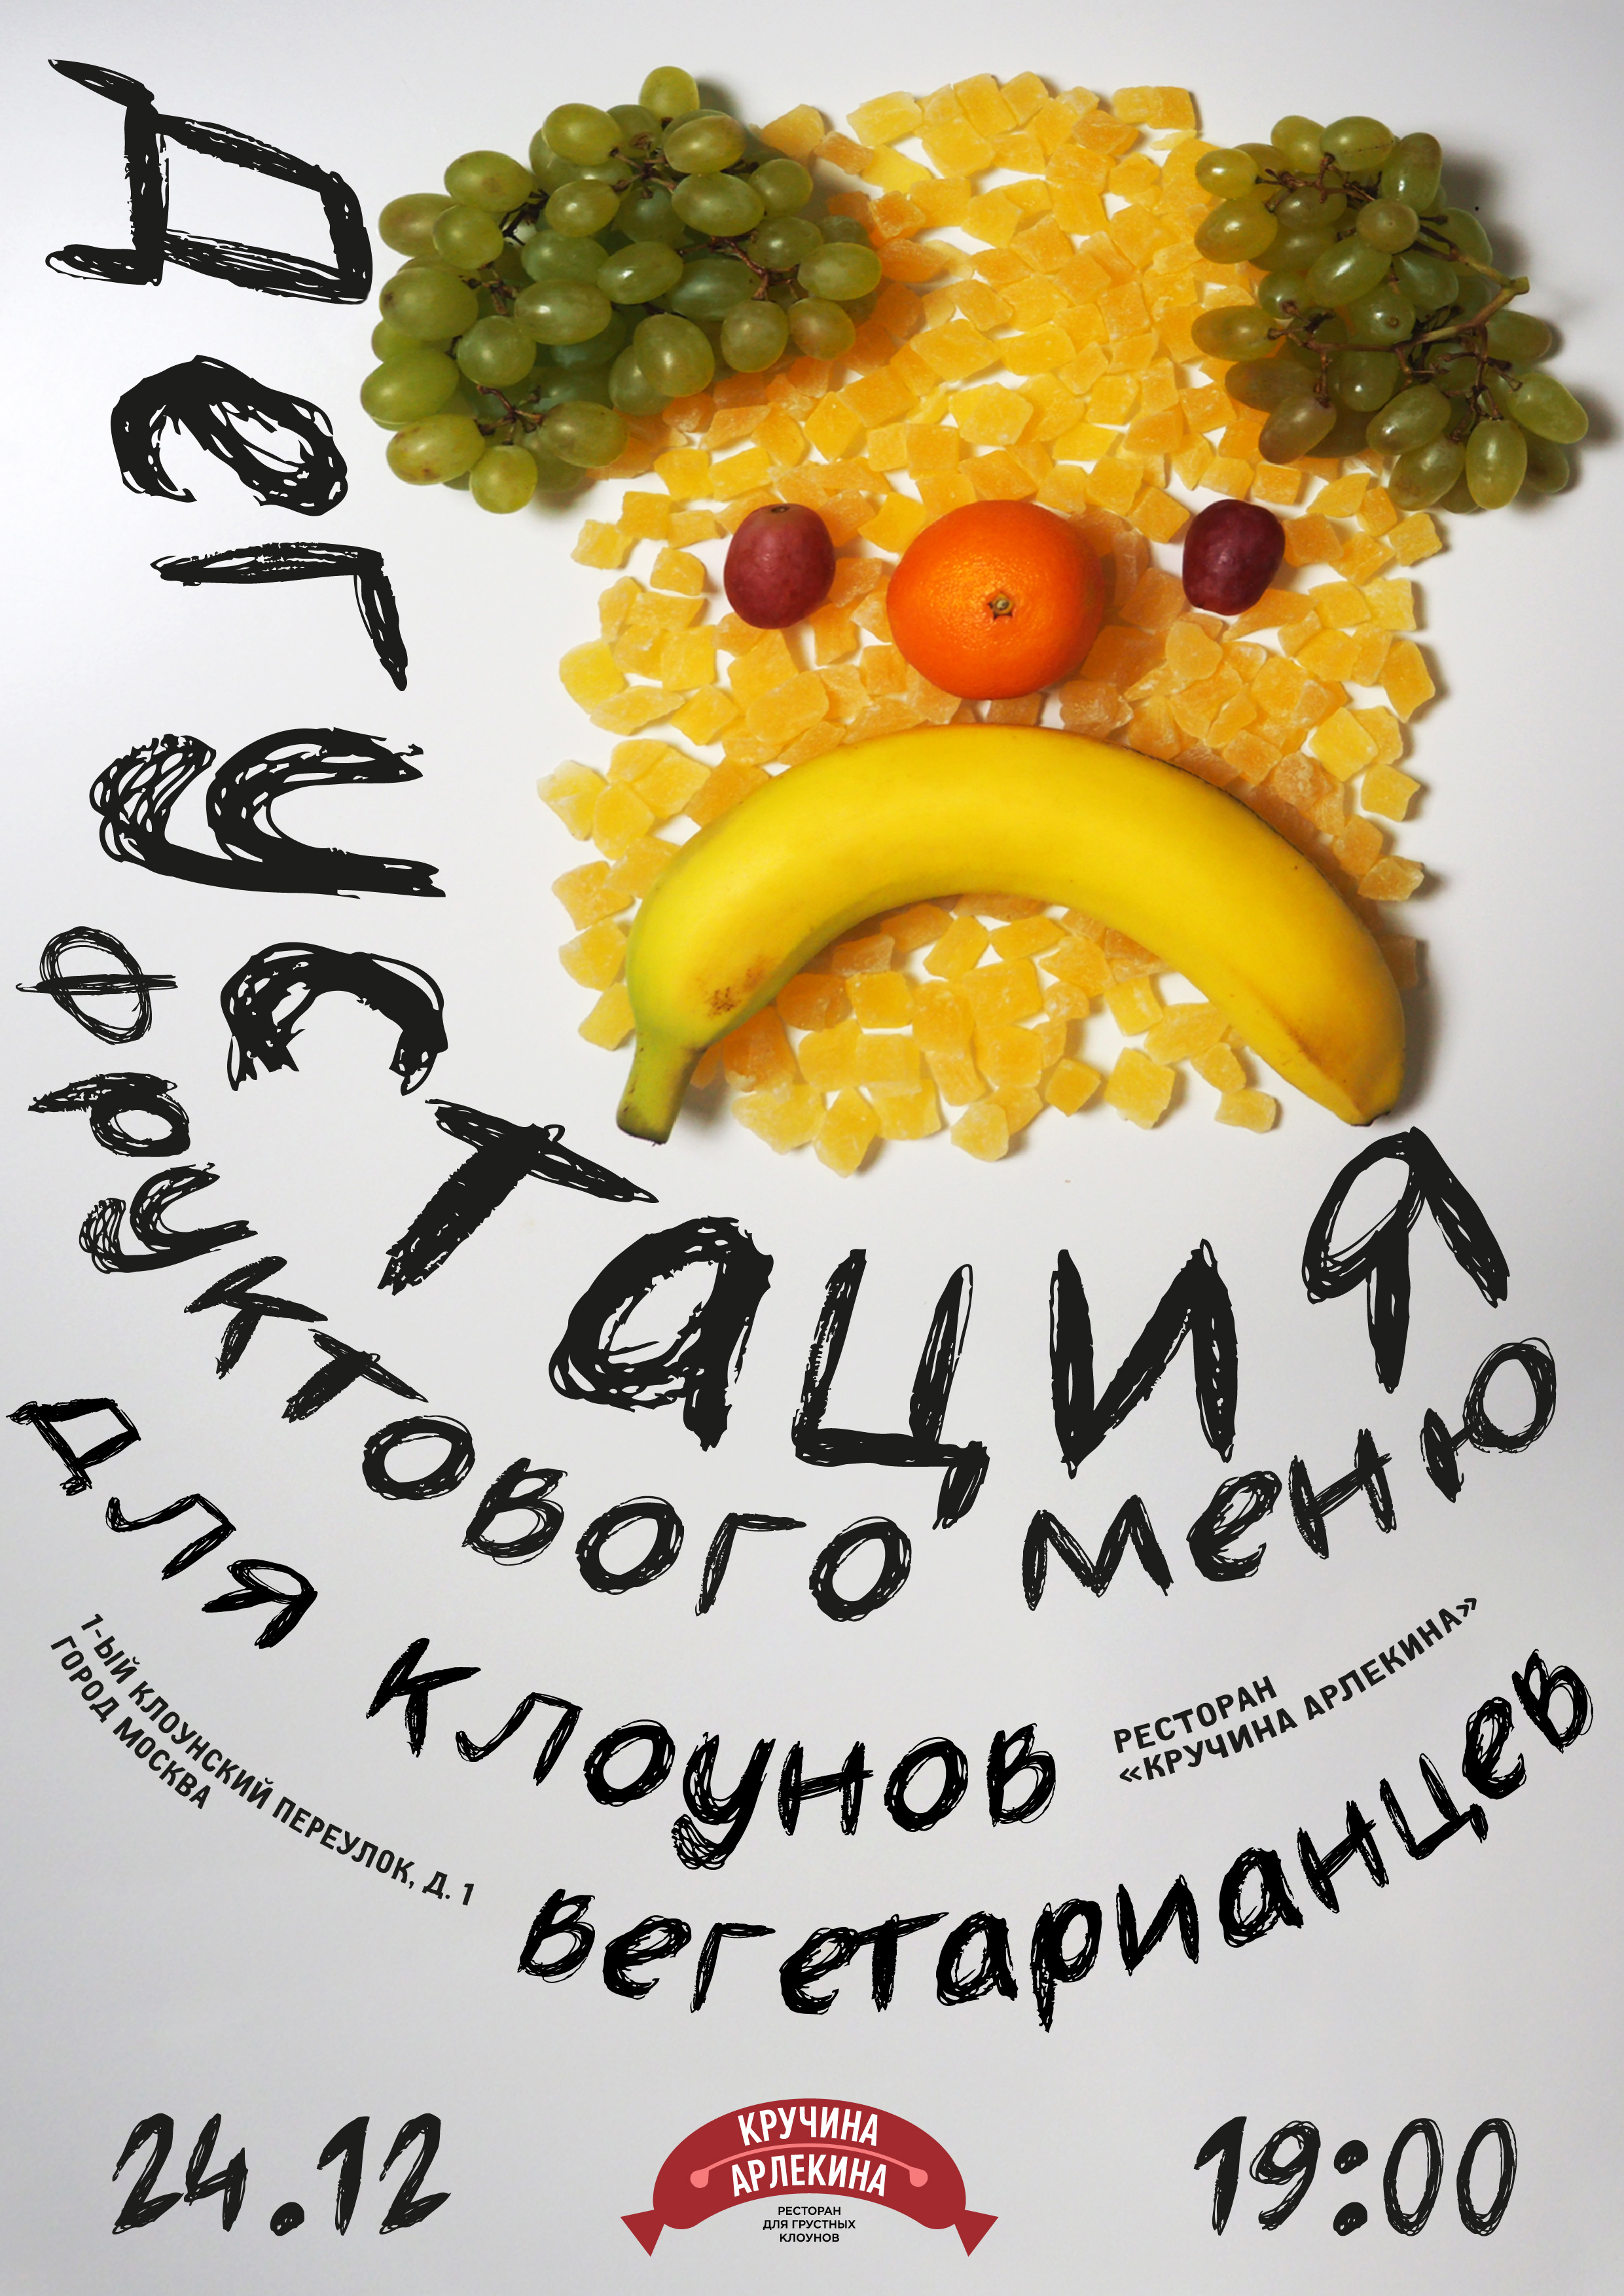 Дегустация
фруктового меню
для клоунов
вегетарианцев
1-ЫЙ КЛОУНСКИЙ ПЕРЕУЛОК, Д. 1
ГОРОД МОСКВА
РЕСТОРАН
«КРУЧИНА АРЛЕКИНА»
24.12
КРУЧИНА
АРЛЕКИНА
РЕСТОРАН
ДЛЯ ГРУСТНЫХ
КЛОУНОВ
19:00